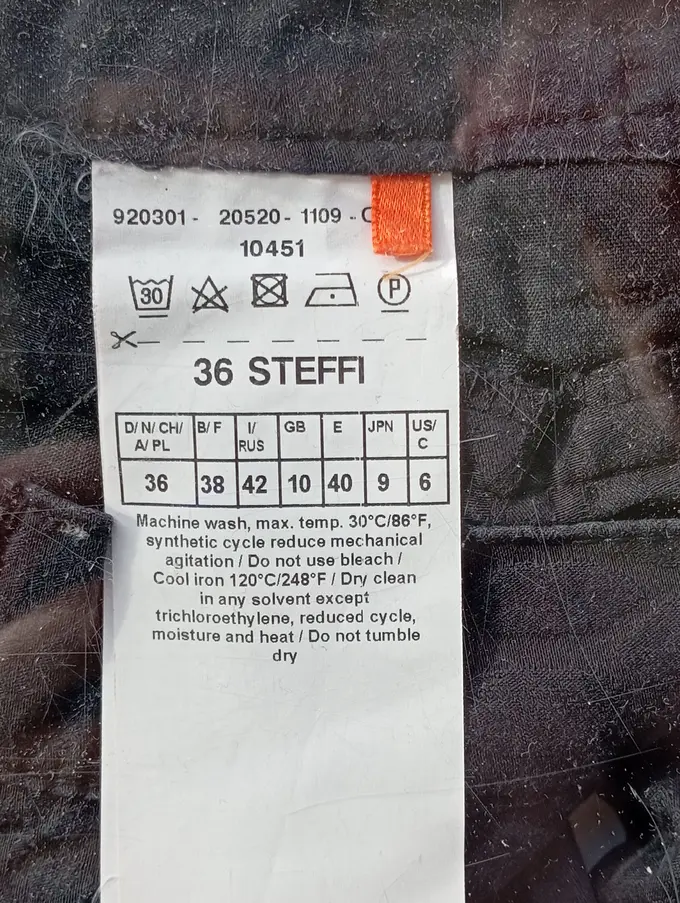 920301 - 20520 - 1109 - C
10451
30 P
36 STEFFI
D/ N/ CH/ A/ PL B/ F I/ RUS GB E JPN US/ C
36 38 42 10 40 9 6
Machine wash, max. temp. 30°C/86°F,
synthetic cycle reduce mechanical
agitation / Do not use bleach /
Cool iron 120°C/248°F / Dry clean
in any solvent except
trichloroethylene, reduced cycle,
moisture and heat / Do not tumble
dry